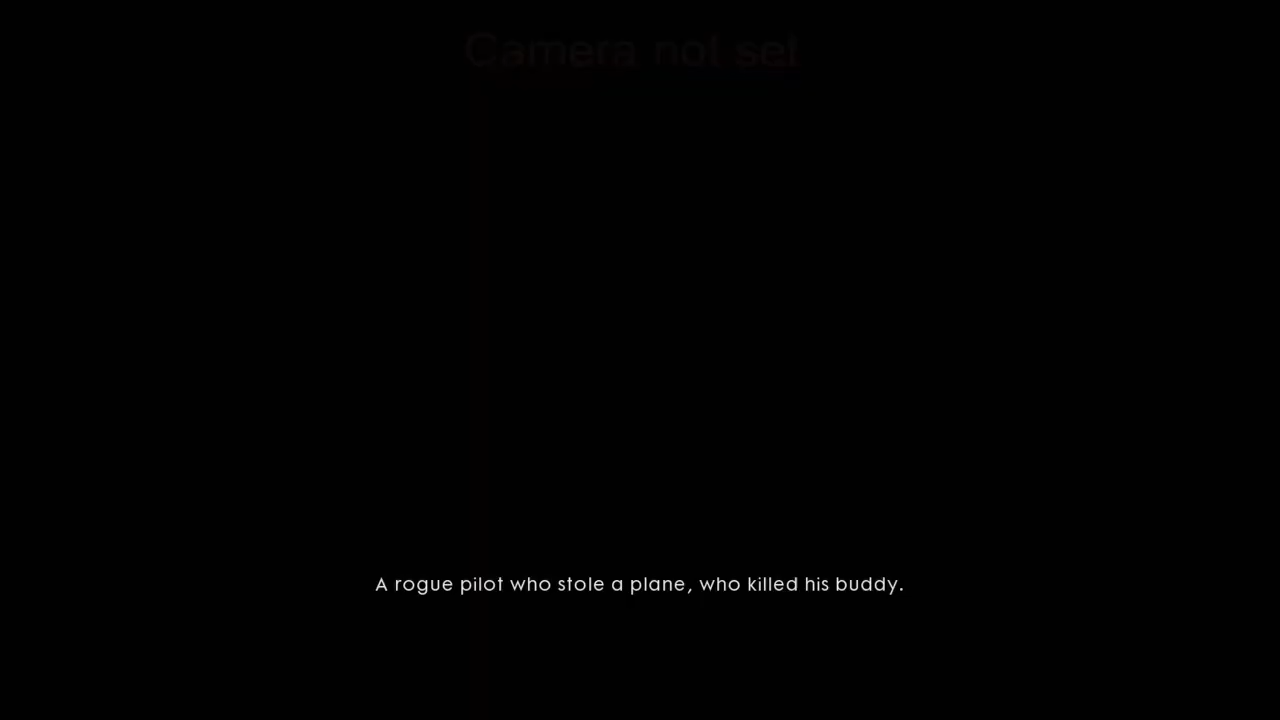 Camera not set
A rogue pilot who stole a plane, who killed his buddy.